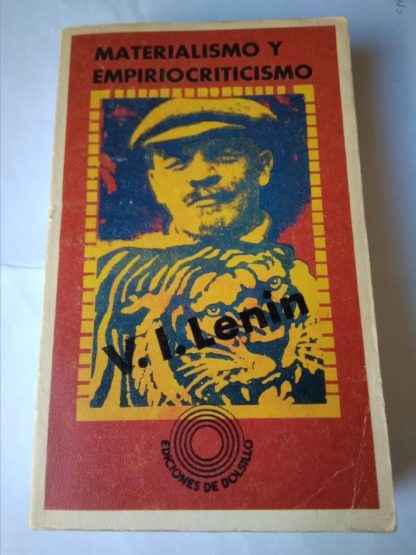 MATERIALISMO Y
EMPIRIOCRITICISMO
V. I. Lenin
EDICIONES DE BOLSILLO